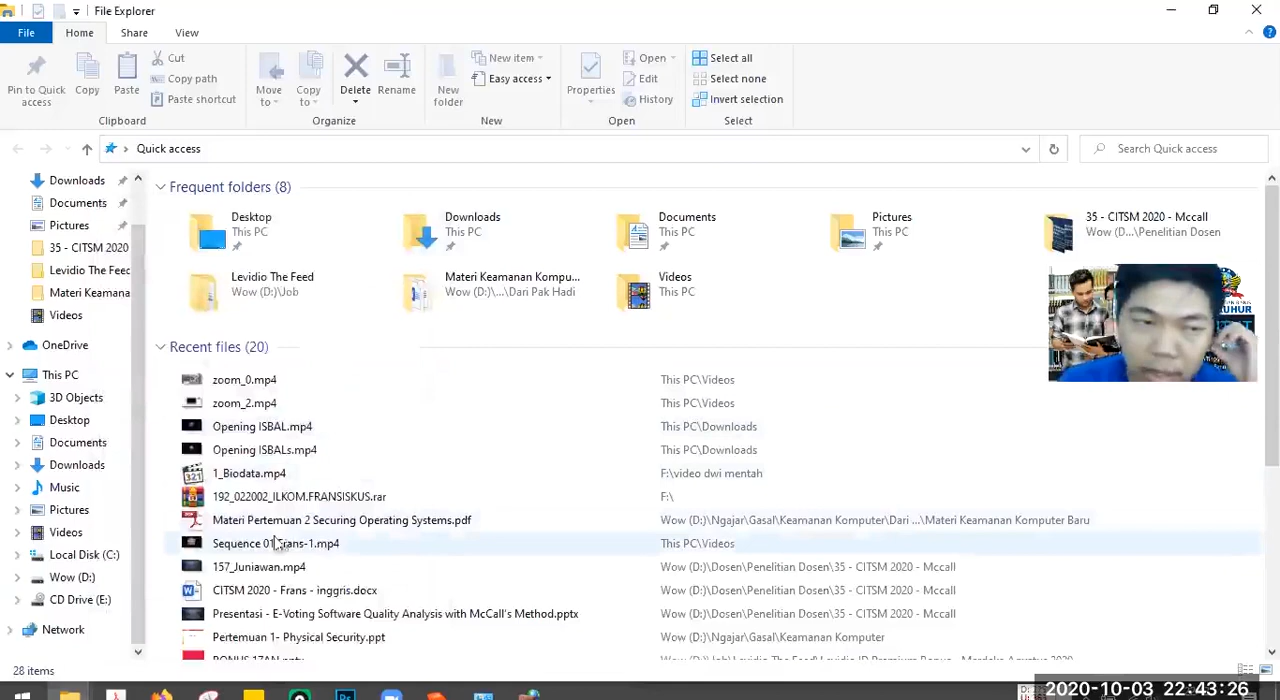 File Explorer
File Home Share View
Pin to Quick access
Copy
Paste
Cut
Copy path
Paste shortcut
Clipboard
Move to
Copy to
Delete
Rename
Organize
New folder
New item
Easy access
New
Properties
Open
Edit
History
Open
Select all
Select none
Invert selection
Select
Quick access
Search Quick access
Downloads
Documents
Pictures
35 - CITSM 2020
Levidio The Feed
Materi Keamana
Videos
OneDrive
This PC
3D Objects
Desktop
Documents
Downloads
Music
Pictures
Videos
Local Disk (C:)
Wow (D:)
CD Drive (E:)
Network
Frequent folders (8)
Desktop
This PC
Downloads
This PC
Documents
This PC
Pictures
This PC
35 - CITSM 2020 - Mccall
Wow (D...\Penelitian Dosen
Levidio The Feed
Wow (D:)\Job
Materi Keamanan Kompu...
Wow (D:)\...\Dari Pak Hadi
Videos
This PC
Recent files (20)
zoom_0.mp4 This PC\Videos
zoom_2.mp4 This PC\Videos
Opening ISBAL.mp4 This PC\Downloads
Opening ISBALs.mp4 This PC\Downloads
1_Biodata.mp4 F:\video dwi mentah
192_022002_ILKOM.FRANSISKUS.rar F:\
Materi Pertemuan 2 Securing Operating Systems.pdf Wow (D:)\Ngajar\Gasal\Keamanan Komputer\Dari ...\Materi Keamanan Komputer Baru
Sequence 01 rans-1.mp4 This PC\Videos
157_Juniawan.mp4 Wow (D:)\Dosen\Penelitian Dosen\35 - CITSM 2020 - Mccall
CITSM 2020 - Frans - inggris.docx Wow (D:)\Dosen\Penelitian Dosen\35 - CITSM 2020 - Mccall
Presentasi - E-Voting Software Quality Analysis with McCall's Method.pptx Wow (D:)\Dosen\Penelitian Dosen\35 - CITSM 2020 - Mccall
Pertemuan 1- Physical Security.ppt Wow (D:)\Ngajar\Gasal\Keamanan Komputer
28 items
2020-10-03 22:43:26